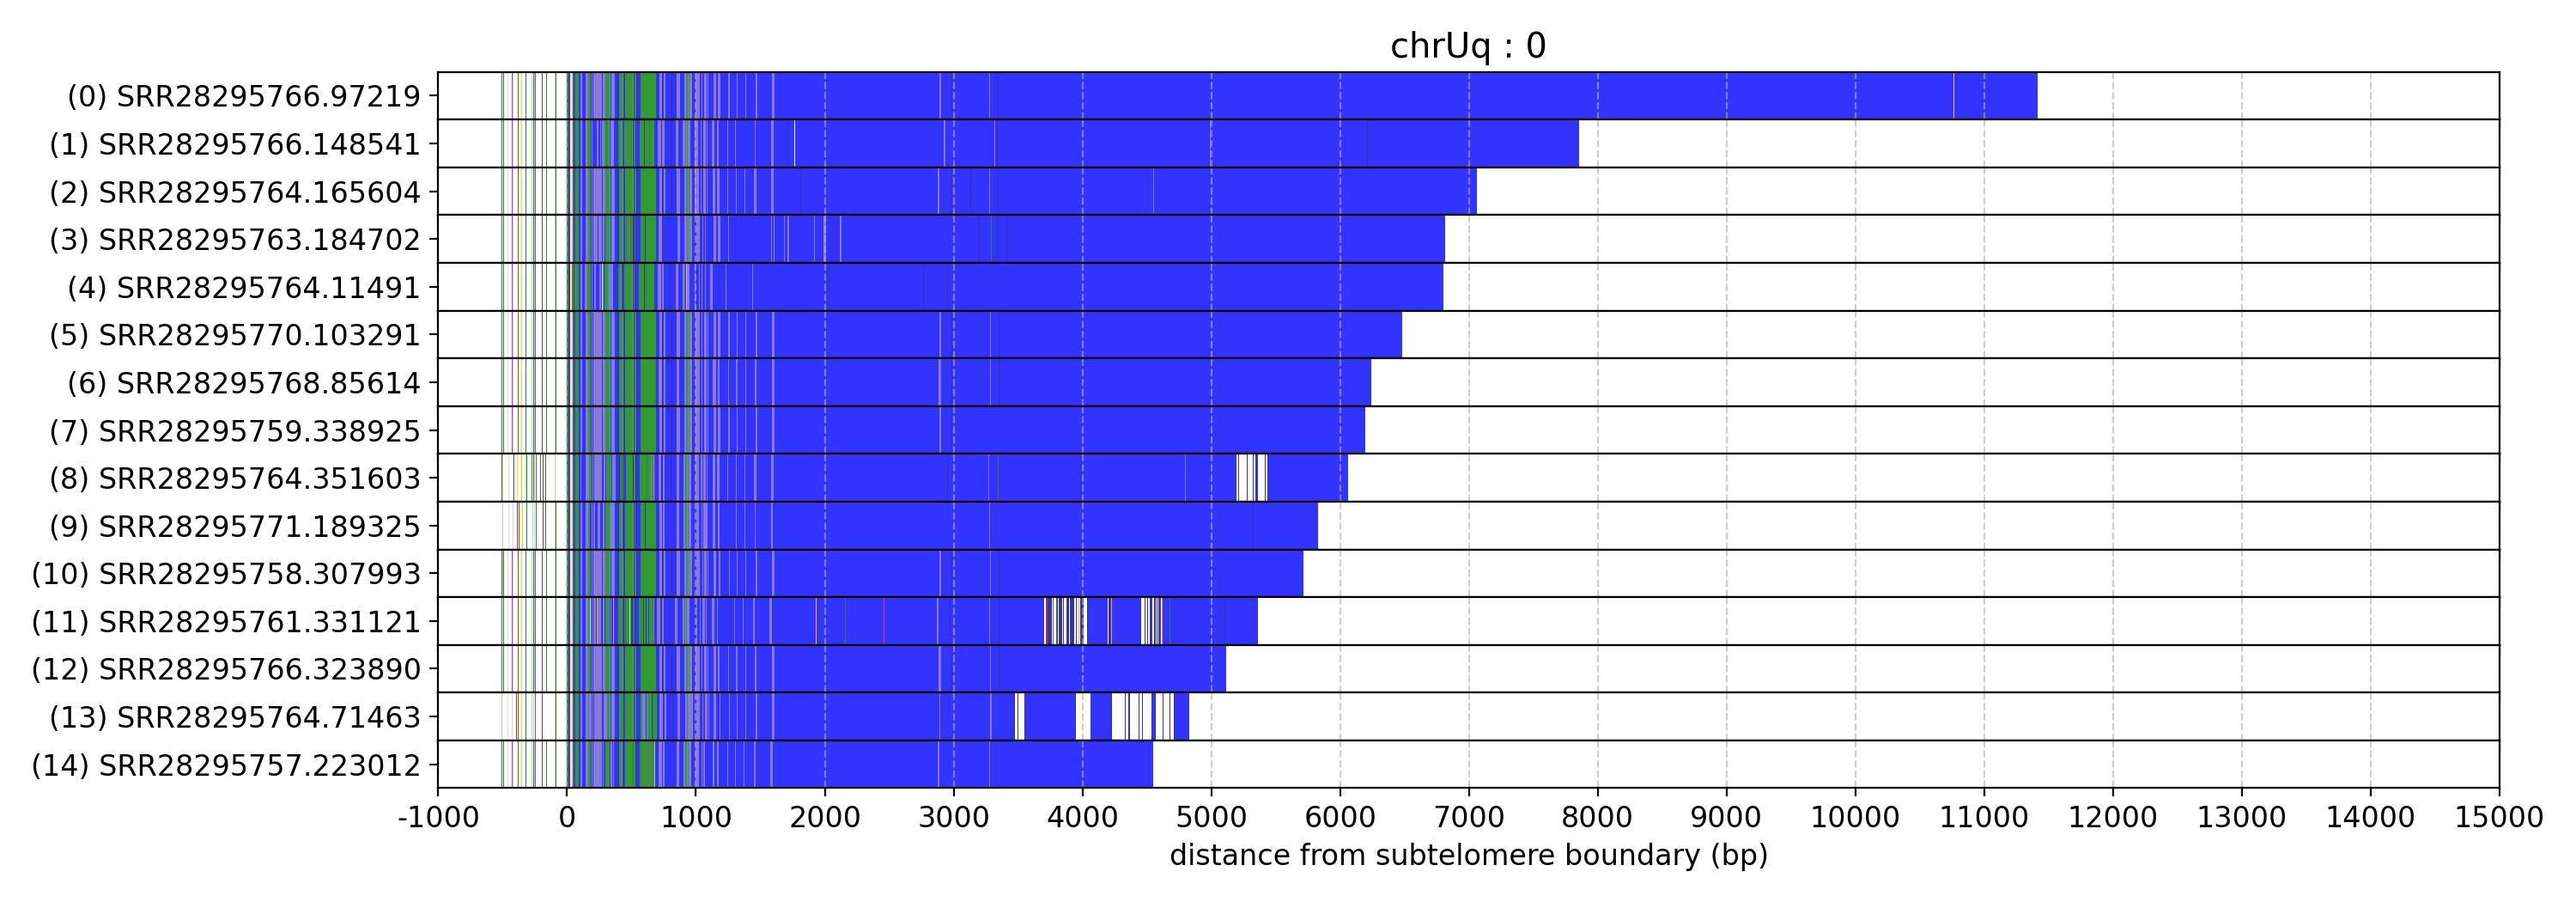 chrUq : 0
(0) SRR28295766.97219
(1) SRR28295766.148541
(2) SRR28295764.165604
(3) SRR28295763.184702
(4) SRR28295764.11491
(5) SRR28295770.103291
(6) SRR28295768.85614
(7) SRR28295759.338925
(8) SRR28295764.351603
(9) SRR28295771.189325
(10) SRR28295758.307993
(11) SRR28295761.331121
(12) SRR28295766.323890
(13) SRR28295764.71463
(14) SRR28295757.223012
-1000 0 1000 2000 3000 4000 5000 6000 7000 8000 9000 10000 11000 12000 13000 14000 15000
distance from subtelomere boundary (bp)